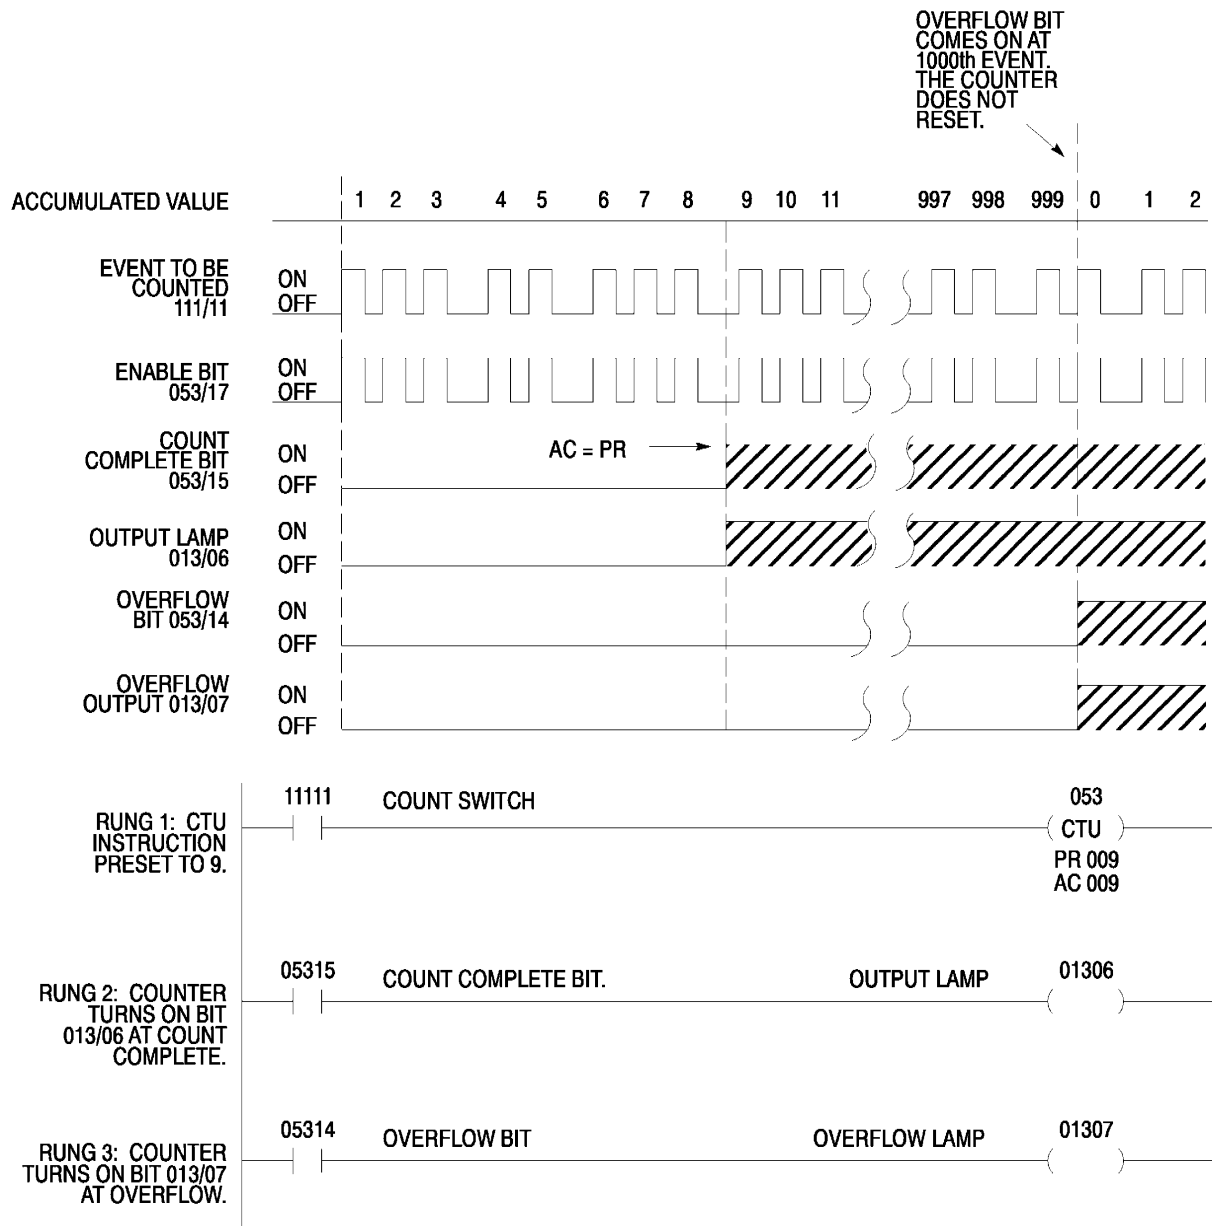 OVERFLOW BIT
COMES ON AT
1000th EVENT.
THE COUNTER
DOES NOT
RESET.
ACCUMULATED VALUE 1 2 3 4 5 6 7 8 9 10 11 997 998 999 0 1 2
EVENT TO BE
COUNTED
111/11
ON
OFF
ENABLE BIT
053/17
ON
OFF
COUNT
COMPLETE BIT
053/15
ON
OFF
AC = PR
OUTPUT LAMP
013/06
ON
OFF
OVERFLOW
BIT 053/14
ON
OFF
OVERFLOW
OUTPUT 013/07
ON
OFF
RUNG 1: CTU
INSTRUCTION
PRESET TO 9.
11111 COUNT SWITCH 053
CTU
PR 009
AC 009
RUNG 2: COUNTER
TURNS ON BIT
013/06 AT COUNT
COMPLETE.
05315 COUNT COMPLETE BIT. OUTPUT LAMP 01306
RUNG 3: COUNTER
TURNS ON BIT 013/07
AT OVERFLOW.
05314 OVERFLOW BIT OVERFLOW LAMP 01307